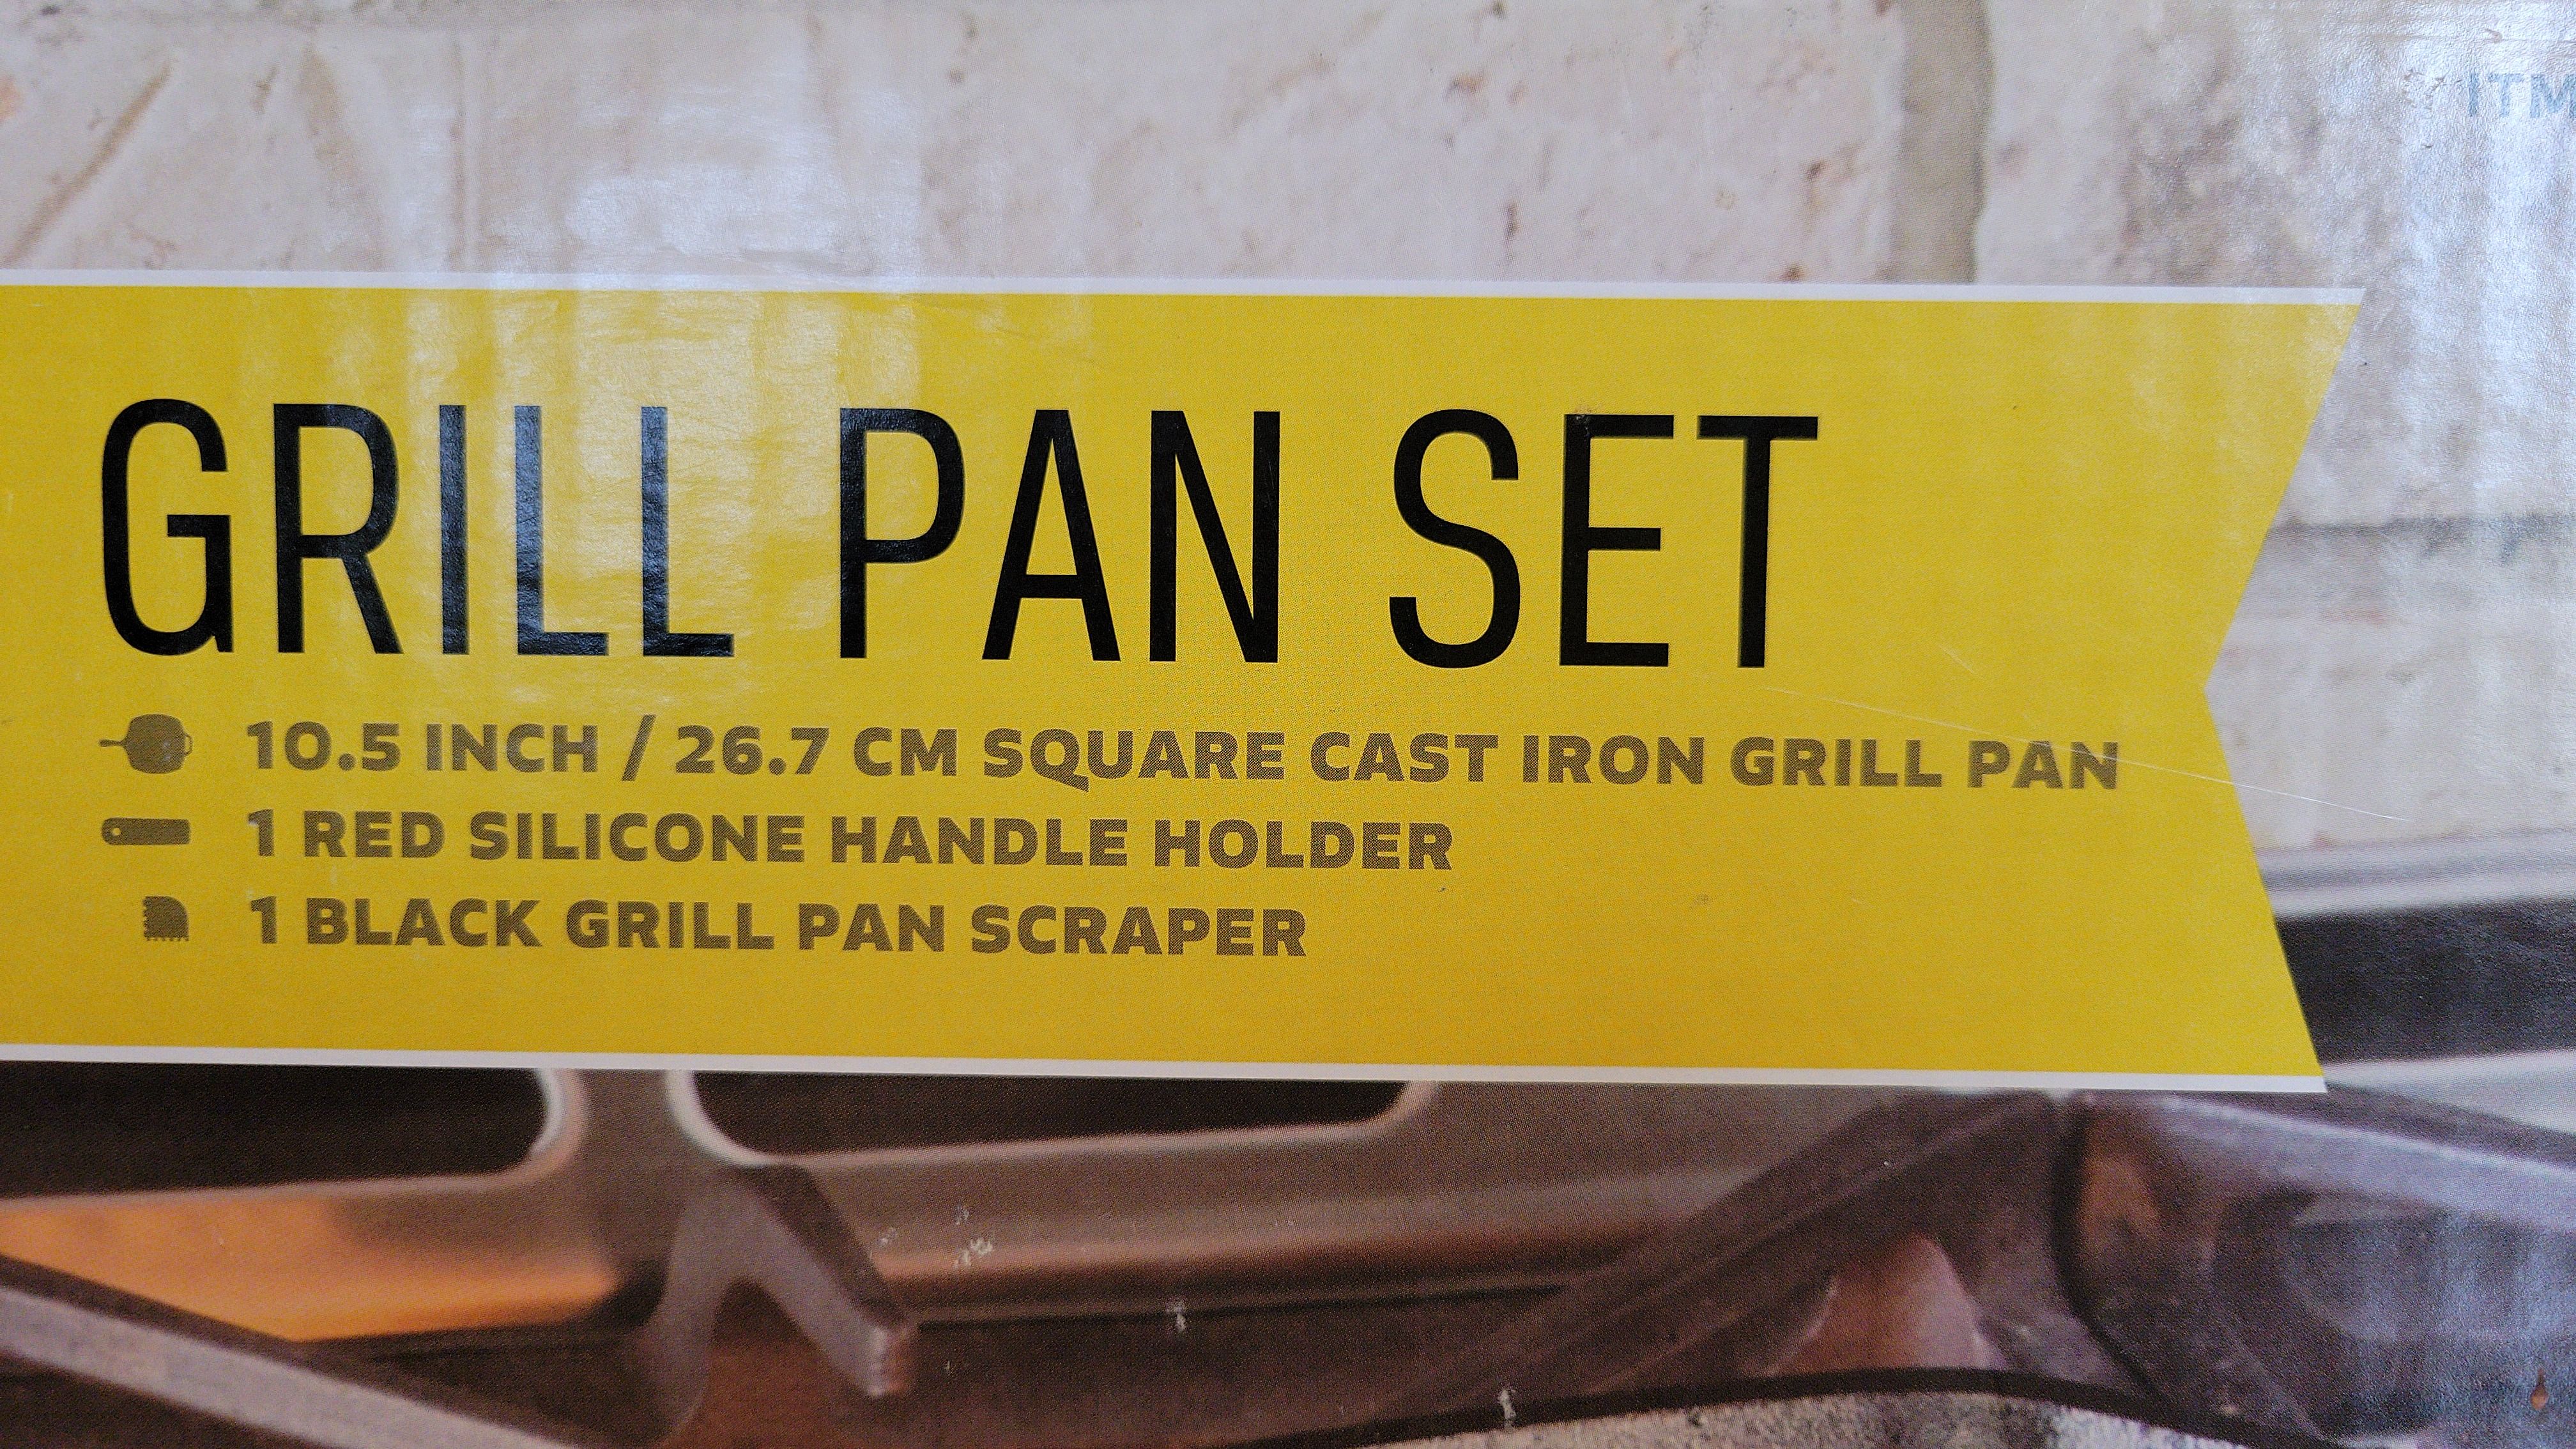 ITM
GRILL PAN SET
10.5 INCH / 26.7 CM SQUARE CAST IRON GRILL PAN
1 RED SILICONE HANDLE HOLDER
1 BLACK GRILL PAN SCRAPER